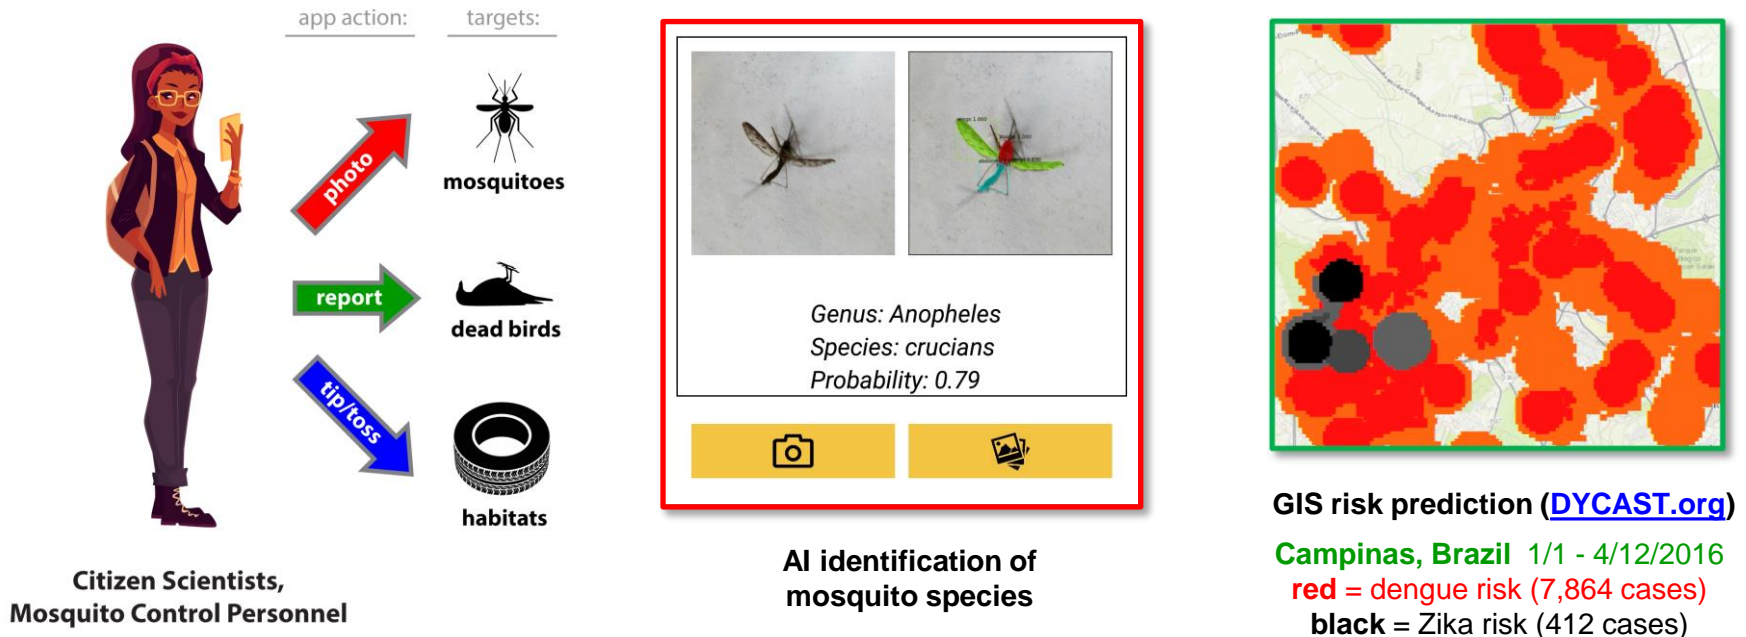 app action:
targets:
photo
mosquitoes
report
dead birds
tip/toss
habitats
Citizen Scientists,
Mosquito Control Personnel
Genus: Anopheles
Species: crucians
Probability: 0.79
AI identification of
mosquito species
GIS risk prediction (DYCAST.org)
Campinas, Brazil 1/1 - 4/12/2016
red = dengue risk (7,864 cases)
black = Zika risk (412 cases)